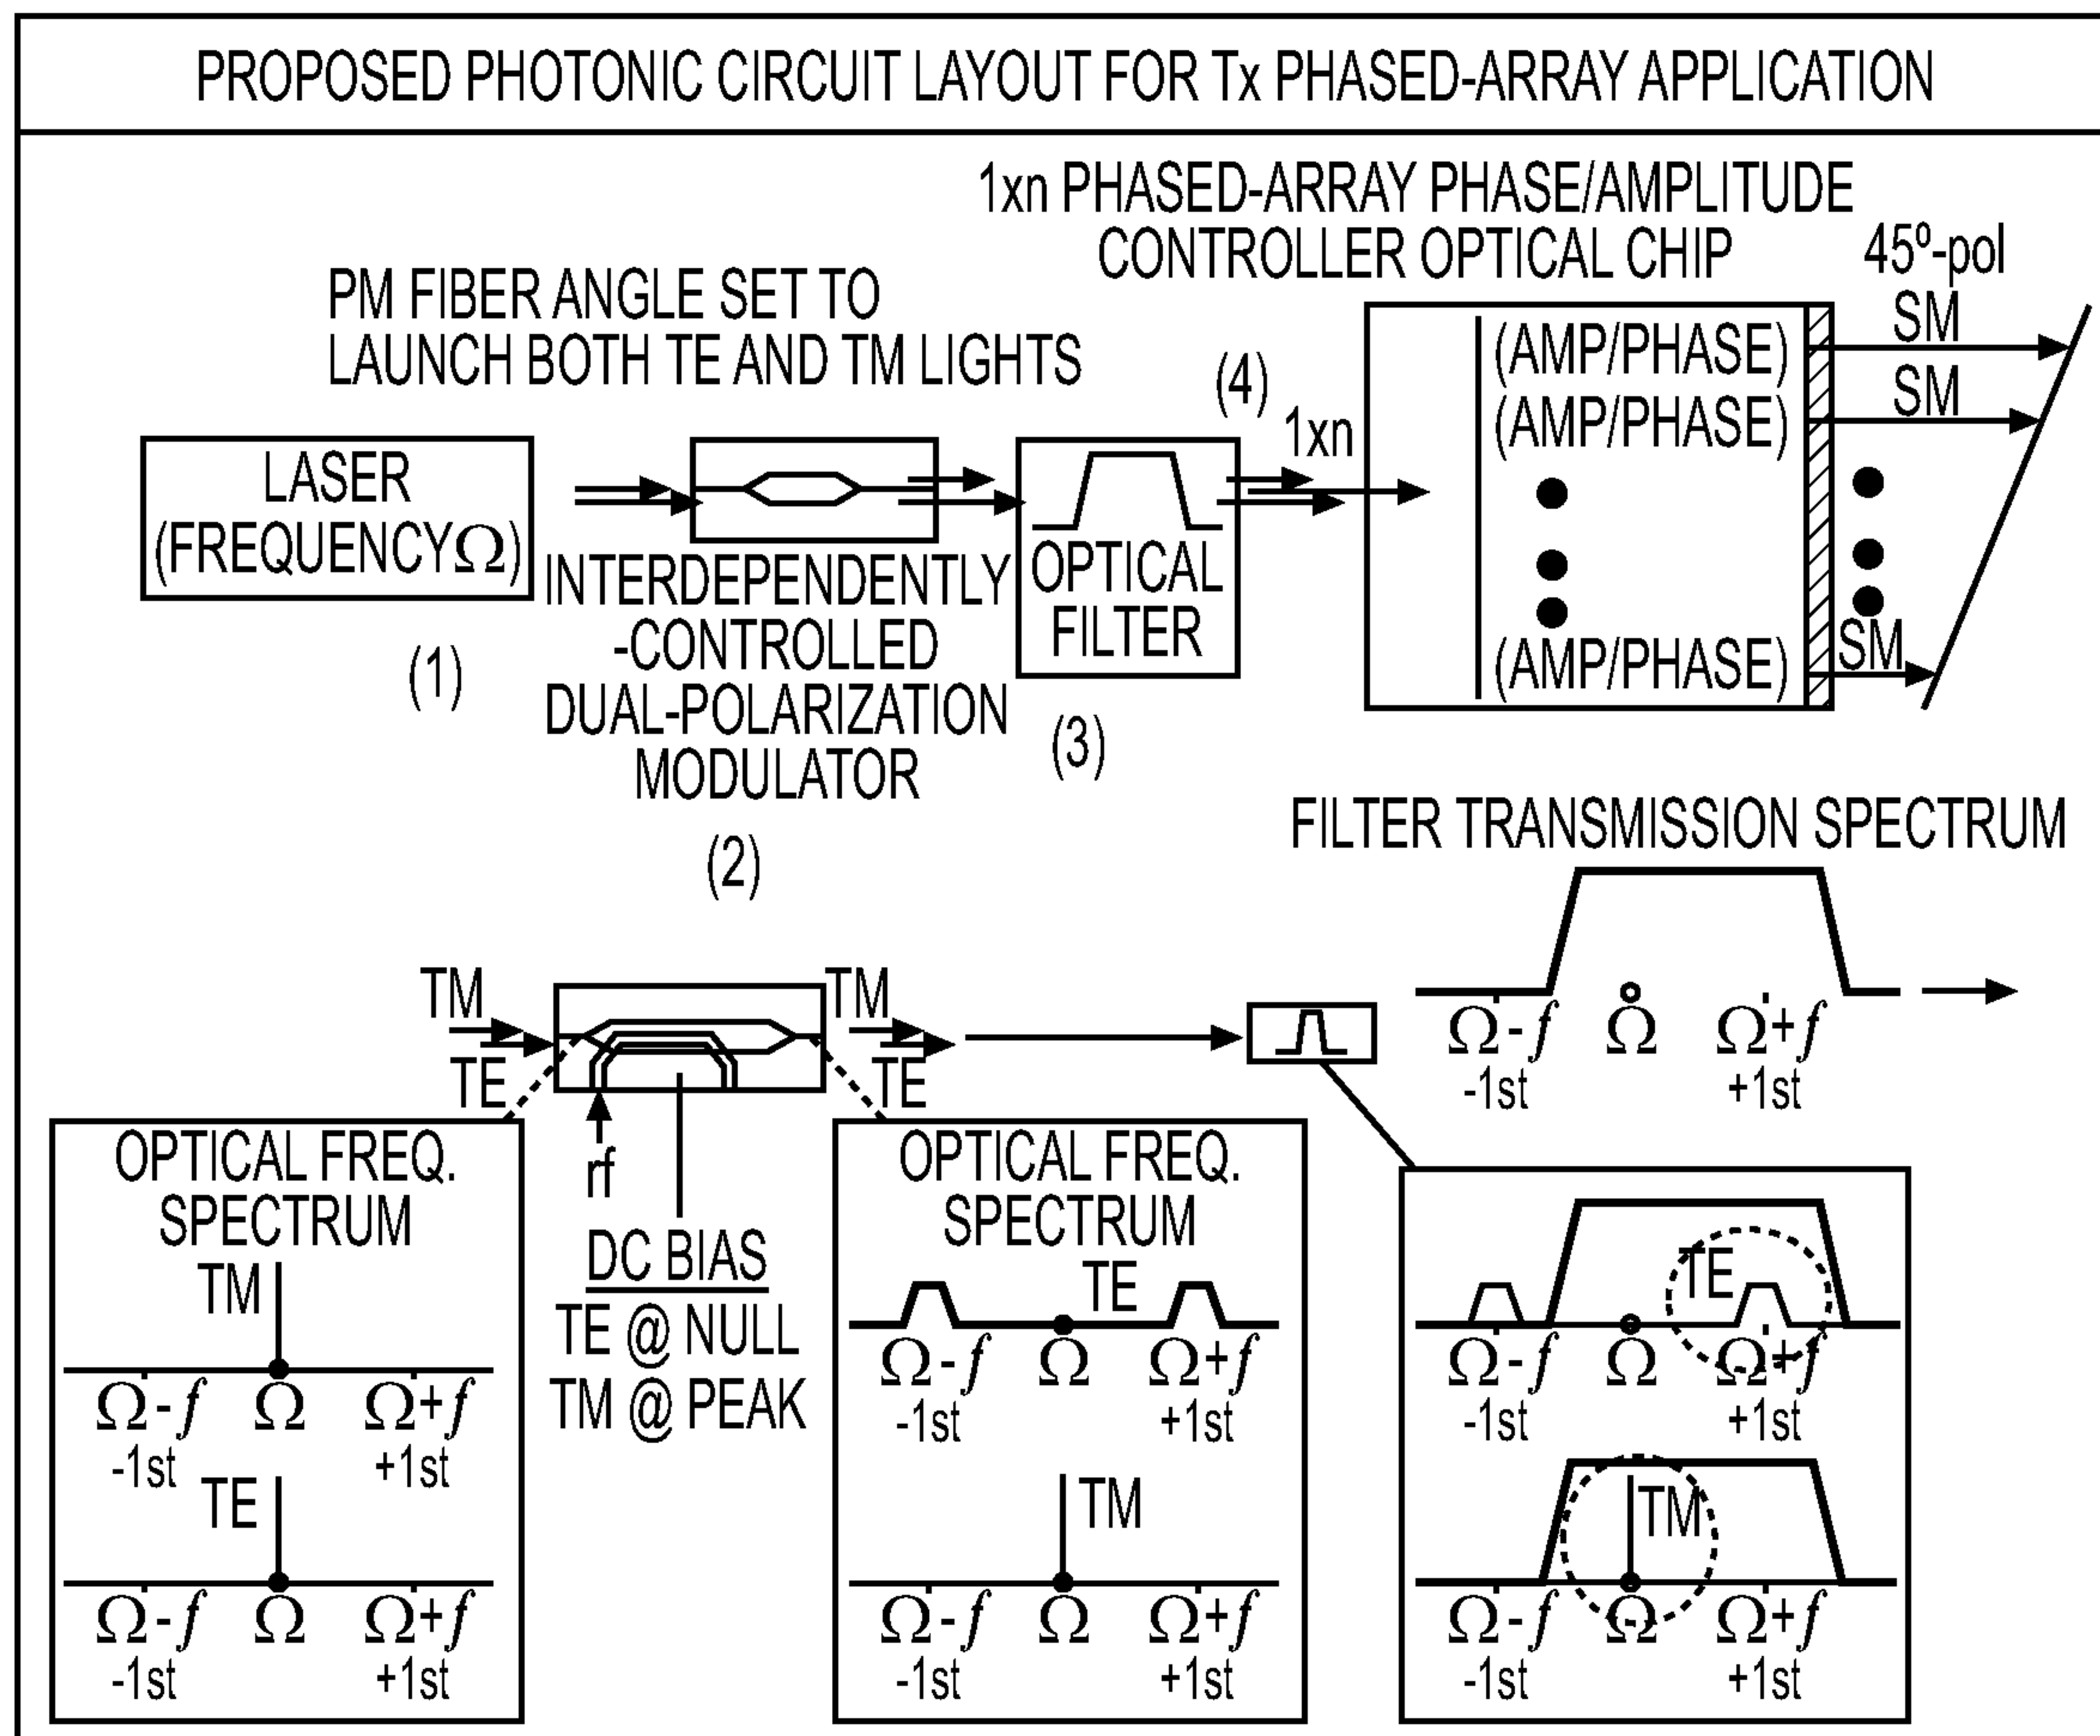 PROPOSED PHOTONIC CIRCUIT LAYOUT FOR Tx PHASED-ARRAY APPLICATION
1xn PHASED-ARRAY PHASE/AMPLITUDE
CONTROLLER OPTICAL CHIP
45º-pol
PM FIBER ANGLE SET TO
LAUNCH BOTH TE AND TM LIGHTS
LASER
(FREQUENCYΩ)
(1)
INTERDEPENDENTLY
-CONTROLLED
DUAL-POLARIZATION
MODULATOR
(2)
OPTICAL
FILTER
(3)
(4)
1xn
(AMP/PHASE)
(AMP/PHASE)
(AMP/PHASE)
SM
SM
SM
FILTER TRANSMISSION SPECTRUM
Ω-f Ω Ω+f
-1st +1st
TM
TE
rf
DC BIAS
TE @ NULL
TM @ PEAK
TM
TE
OPTICAL FREQ.
SPECTRUM
TM
Ω-f Ω Ω+f
-1st +1st
TE
Ω-f Ω Ω+f
-1st +1st
OPTICAL FREQ.
SPECTRUM
TE
Ω-f Ω Ω+f
-1st +1st
TM
Ω-f Ω Ω+f
-1st +1st
TE
Ω-f Ω Ω+f
-1st +1st
TM
Ω-f Ω Ω+f
-1st +1st